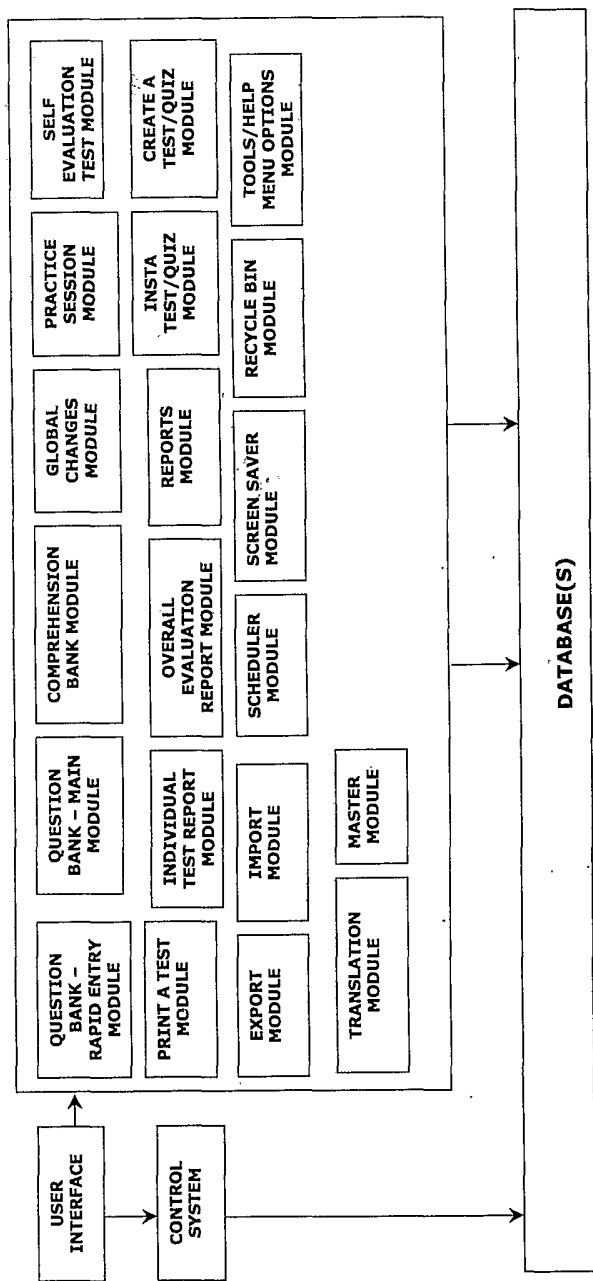 USER
INTERFACE
CONTROL
SYSTEM
QUESTION
BANK –
RAPID ENTRY
MODULE
QUESTION
BANK – MAIN
MODULE
COMPREHENSION
BANK MODULE
GLOBAL
CHANGES
MODULE
PRACTICE
SESSION
MODULE
SELF
EVALUATION
TEST MODULE
PRINT A TEST
MODULE
INDIVIDUAL
TEST REPORT
MODULE
OVERALL
EVALUATION
REPORT MODULE
REPORTS
MODULE
INSTA
TEST/QUIZ
MODULE
CREATE A
TEST/QUIZ
MODULE
EXPORT
MODULE
IMPORT
MODULE
SCHEDULER
MODULE
SCREEN SAVER
MODULE
RECYCLE BIN
MODULE
TOOLS/HELP
MENU OPTIONS
MODULE
TRANSLATION
MODULE
MASTER
MODULE
DATABASE(S)